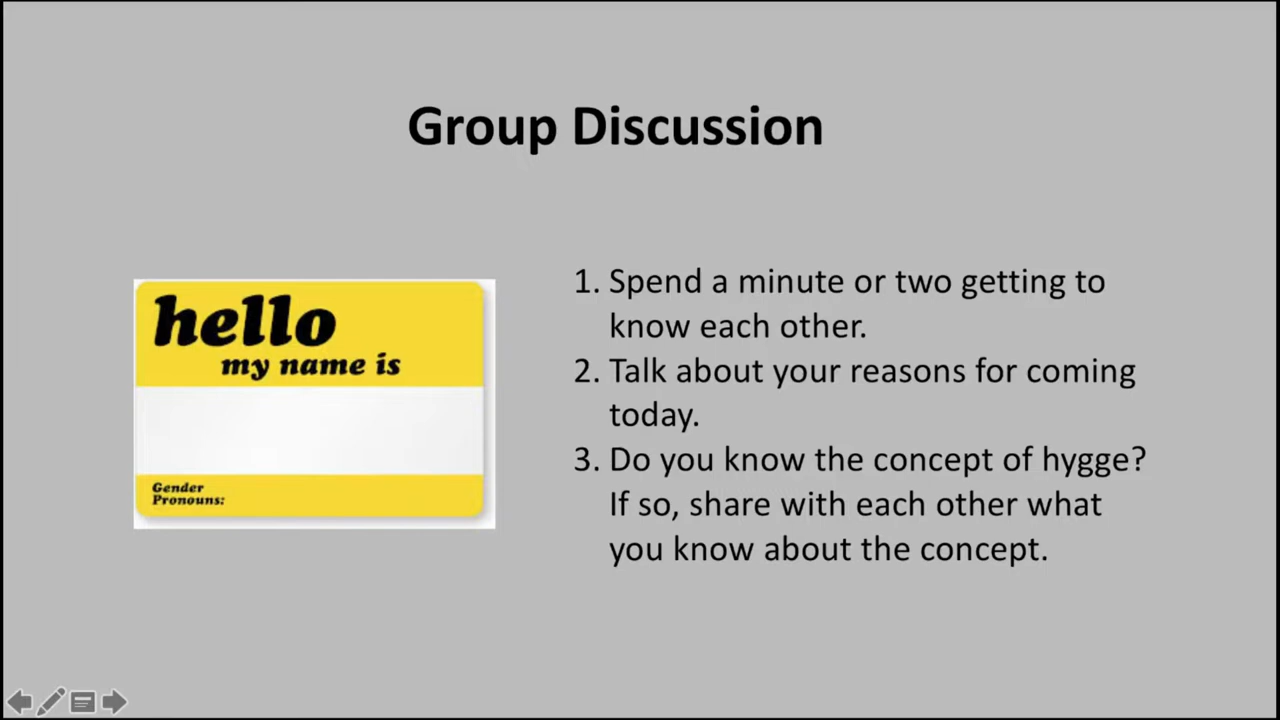 Group Discussion
hello
my name is
Gender
Pronouns:
1. Spend a minute or two getting to
know each other.
2. Talk about your reasons for coming
today.
3. Do you know the concept of hygge?
If so, share with each other what
you know about the concept.